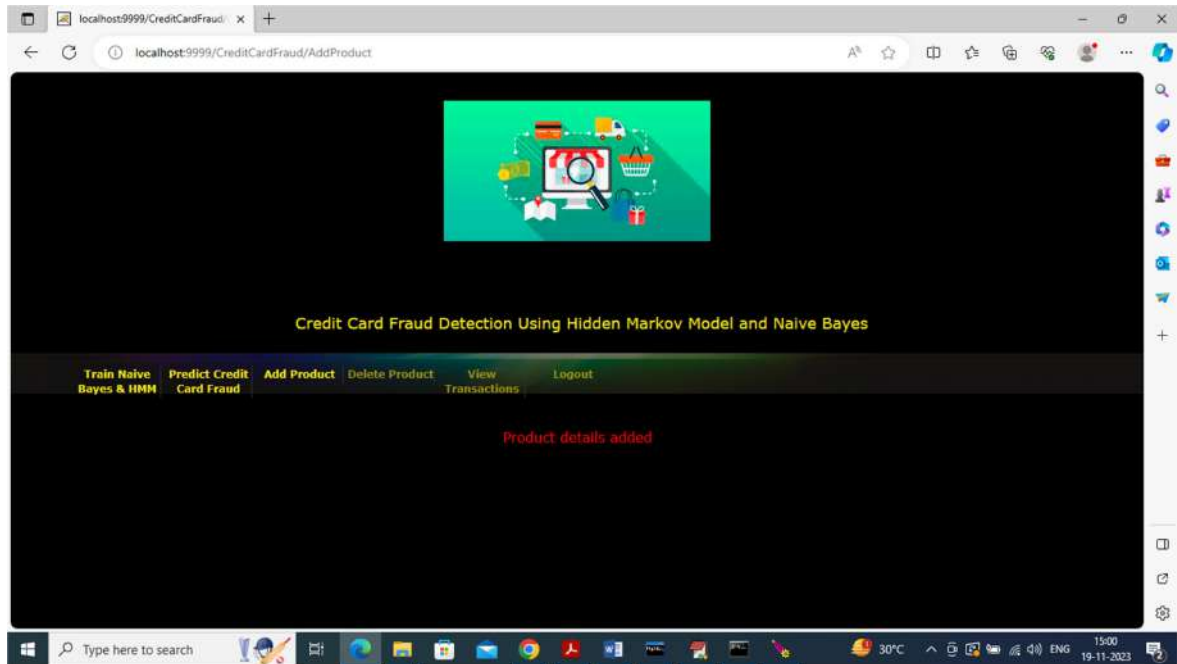 localhost:9999/CreditCardFraud/
localhost:9999/CreditCardFraud/AddProduct
Credit Card Fraud Detection Using Hidden Markov Model and Naive Bayes
Train Naive Bayes & HMM
Predict Credit Card Fraud
Add Product
Delete Product
View Transactions
Logout
Product details added
Type here to search
30°C
ENG
15:00
19-11-2023